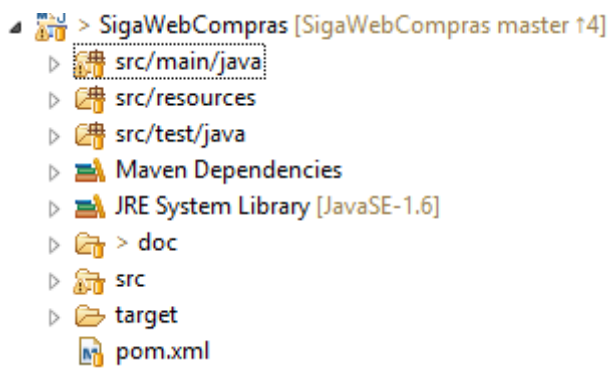 > SigaWebCompras [SigaWebCompras master ↑4]
src/main/java
src/resources
src/test/java
Maven Dependencies
JRE System Library [JavaSE-1.6]
> doc
src
target
pom.xml